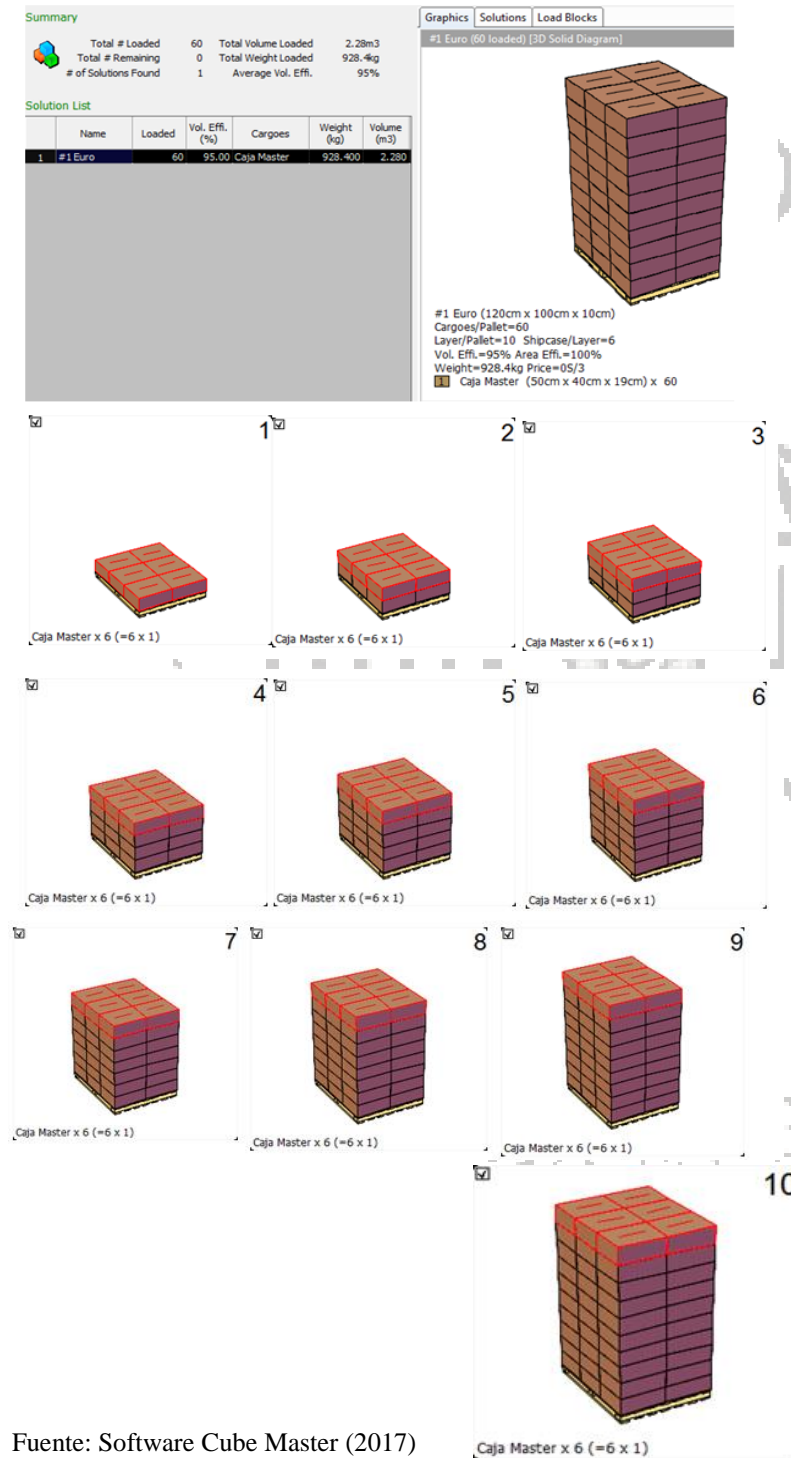 Summary
Total # Loaded 60 Total Volume Loaded 2.28m3
Total # Remaining 0 Total Weight Loaded 928.4kg
# of Solutions Found 1 Average Vol. Effi. 95%
Solution List
Name Loaded Vol. Effi. (%) Cargoes Weight (kg) Volume (m3)
1 #1 Euro 60 95.00 Caja Master 928.400 2.280
Graphics Solutions Load Blocks
#1 Euro (60 loaded) [3D Solid Diagram]
#1 Euro (120cm x 100cm x 10cm)
Cargoes/Pallet=60
Layer/Pallet=10 Shipcase/Layer=6
Vol. Effi.=95% Area Effi.=100%
Weight=928.4kg Price=0S/3
1 Caja Master (50cm x 40cm x 19cm) x 60
1
Caja Master x 6 (=6 x 1)
2
Caja Master x 6 (=6 x 1)
3
Caja Master x 6 (=6 x 1)
4
Caja Master x 6 (=6 x 1)
5
Caja Master x 6 (=6 x 1)
6
Caja Master x 6 (=6 x 1)
7
Caja Master x 6 (=6 x 1)
8
Caja Master x 6 (=6 x 1)
9
Caja Master x 6 (=6 x 1)
10
Caja Master x 6 (=6 x 1)
Fuente: Software Cube Master (2017)